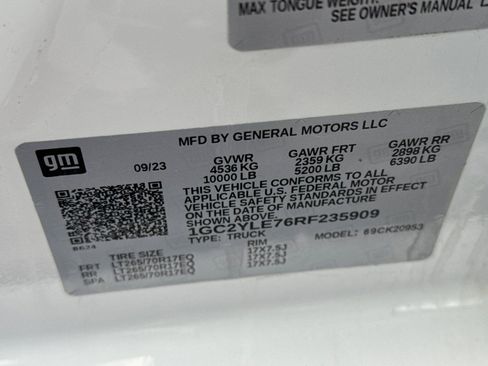 MAX TONGUE WEIGHT:
SEE OWNER'S MANUAL
gm
MFD BY GENERAL MOTORS LLC
09/23
GVWR GAWR FRT GAWR RR
4536 KG 2359 KG 2898 KG
10000 LB 5200 LB 6390 LB
THIS VEHICLE CONFORMS TO ALL
APPLICABLE U.S. FEDERAL MOTOR
VEHICLE SAFETY STANDARDS IN EFFECT
ON THE DATE OF MANUFACTURE
SHOWN ABOVE.
1GC2YLE76RF235909
TYPE: TRUCK MODEL: 69CK20953
8624
TIRE SIZE RIM
FRT LT265/70R17EQ 17X7.5J
RR LT265/70R17EQ 17X7.5J
SPA LT265/70R17EQ 17X7.5J